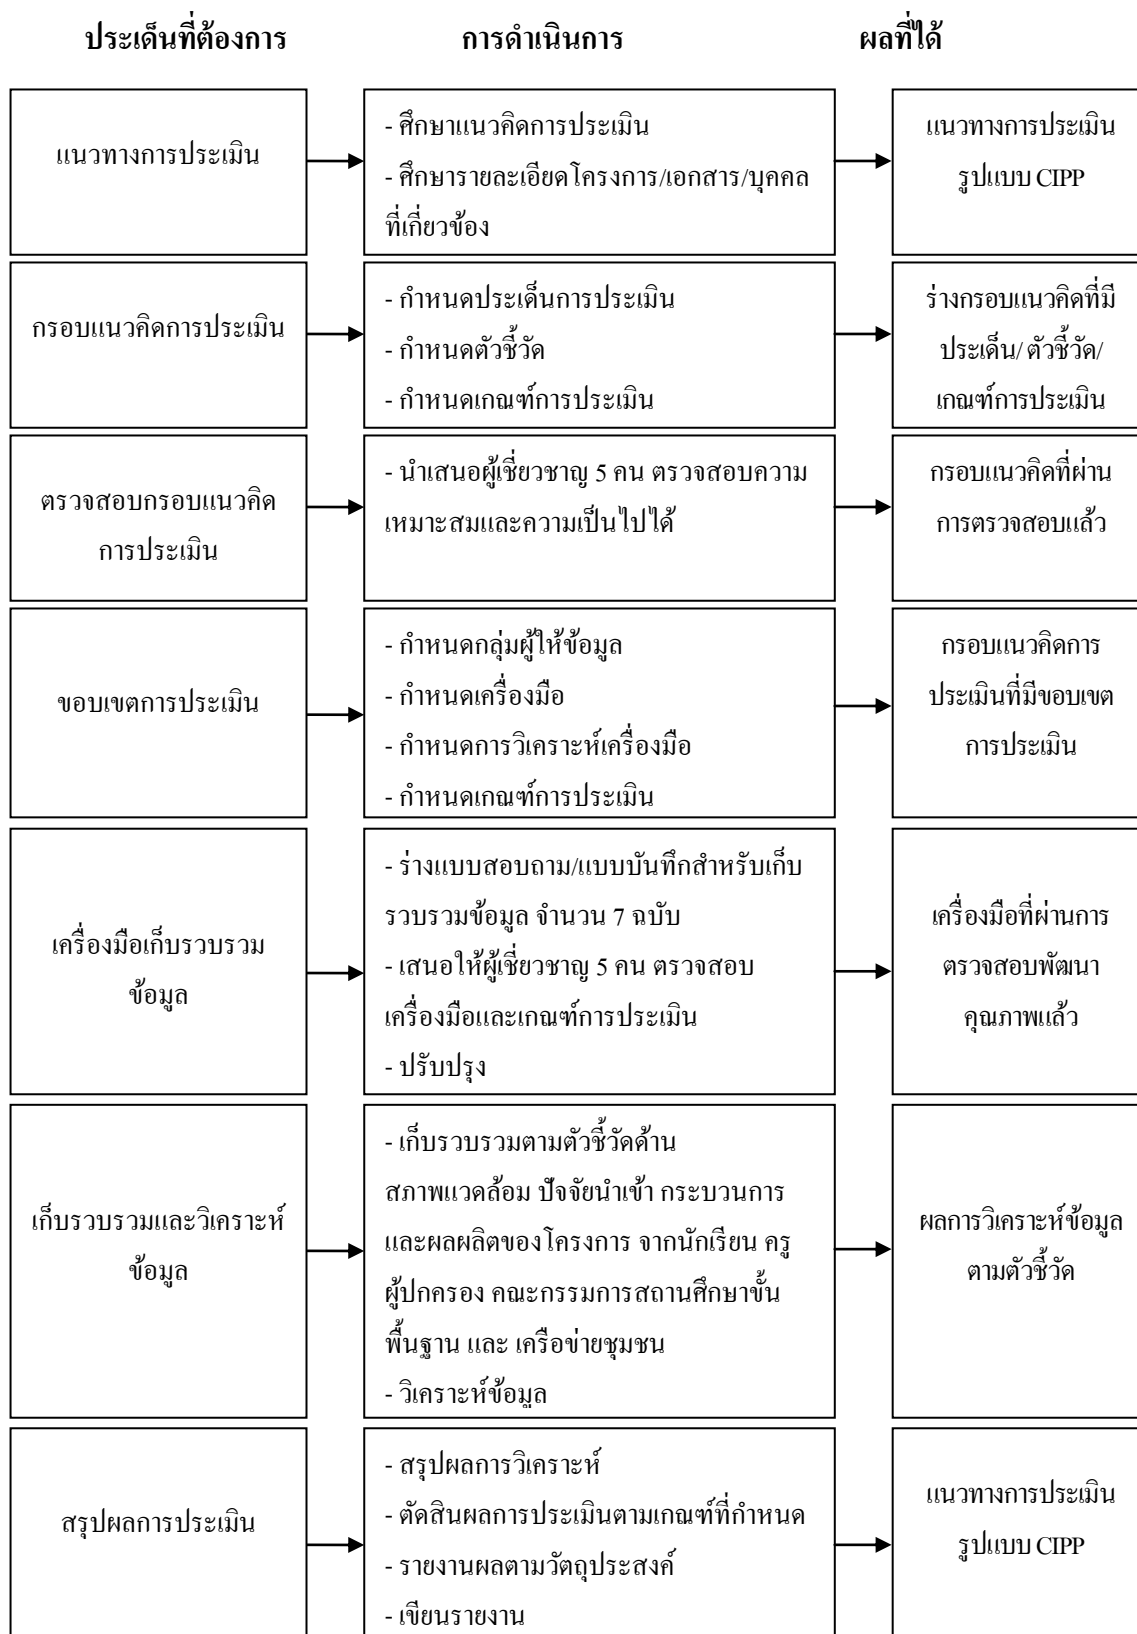 ประเด็นที่ต้องการ การดำเนินการ ผลที่ได้
แนวทางการประเมิน
- ศึกษาแนวคิดการประเมิน
- ศึกษารายละเอียดโครงการ/เอกสาร/บุคคล
ที่เกี่ยวข้อง
แนวทางการประเมิน
รูปแบบ CIPP
กรอบแนวคิดการประเมิน
- กำหนดประเด็นการประเมิน
- กำหนดตัวชี้วัด
- กำหนดเกณฑ์การประเมิน
ร่างกรอบแนวคิดที่มี
ประเด็น/ ตัวชี้วัด/
เกณฑ์การประเมิน
ตรวจสอบกรอบแนวคิด
การประเมิน
- นำเสนอผู้เชี่ยวชาญ 5 คน ตรวจสอบความ
เหมาะสมและความเป็นไปได้
กรอบแนวคิดที่ผ่าน
การตรวจสอบแล้ว
ขอบเขตการประเมิน
- กำหนดกลุ่มผู้ให้ข้อมูล
- กำหนดเครื่องมือ
- กำหนดการวิเคราะห์เครื่องมือ
- กำหนดเกณฑ์การประเมิน
กรอบแนวคิดการ
ประเมินที่มีขอบเขต
การประเมิน
เครื่องมือเก็บรวบรวม
ข้อมูล
- ร่างแบบสอบถาม/แบบบันทึกสำหรับเก็บ
รวบรวมข้อมูล จำนวน 7 ฉบับ
- เสนอให้ผู้เชี่ยวชาญ 5 คน ตรวจสอบ
เครื่องมือและเกณฑ์การประเมิน
- ปรับปรุง
เครื่องมือที่ผ่านการ
ตรวจสอบพัฒนา
คุณภาพแล้ว
เก็บรวบรวมและวิเคราะห์
ข้อมูล
- เก็บรวบรวมตามตัวชี้วัดด้าน
สภาพแวดล้อม ปัจจัยนำเข้า กระบวนการ
และผลผลิตของโครงการ จากนักเรียน ครู
ผู้ปกครอง คณะกรรมการสถานศึกษาขั้น
พื้นฐาน และ เครือข่ายชุมชน
- วิเคราะห์ข้อมูล
ผลการวิเคราะห์ข้อมูล
ตามตัวชี้วัด
สรุปผลการประเมิน
- สรุปผลการวิเคราะห์
- ตัดสินผลการประเมินตามเกณฑ์ที่กำหนด
- รายงานผลตามวัตถุประสงค์
- เขียนรายงาน
แนวทางการประเมิน
รูปแบบ CIPP